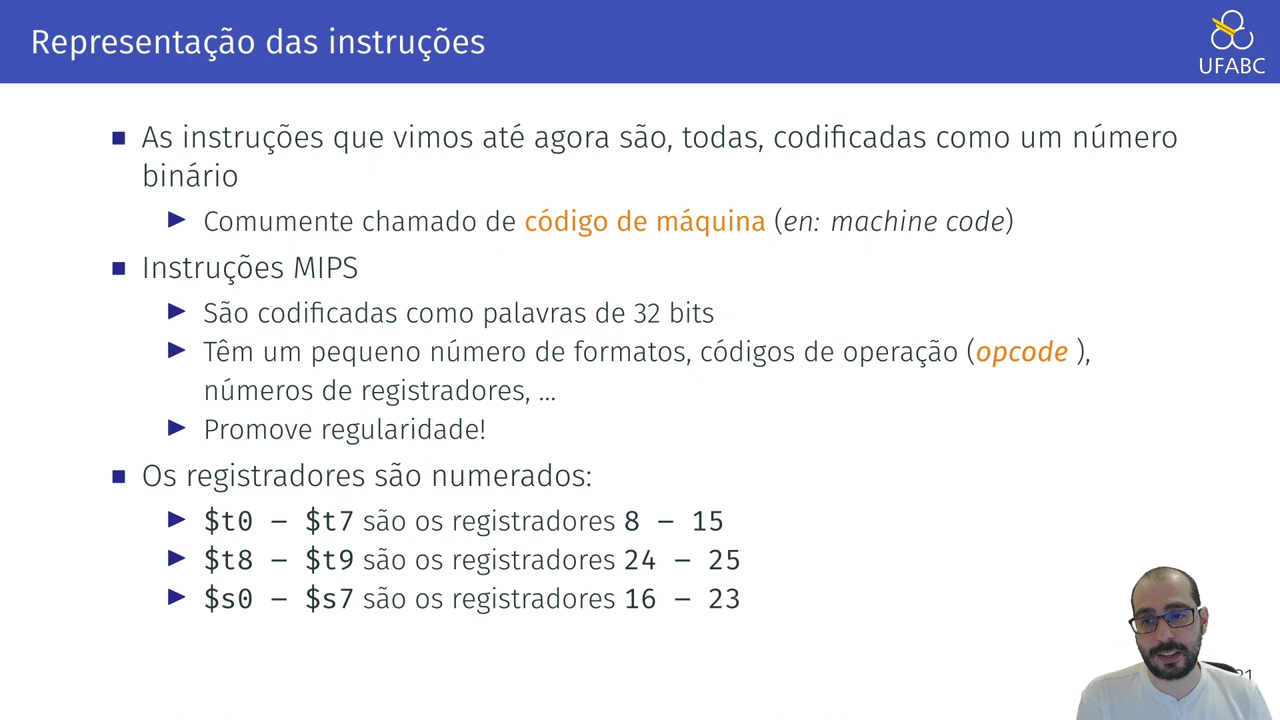 Representação das instruções
UFABC
■ As instruções que vimos até agora são, todas, codificadas como um número
binário
▶ Comumente chamado de código de máquina (en: machine code)
■ Instruções MIPS
▶ São codificadas como palavras de 32 bits
▶ Têm um pequeno número de formatos, códigos de operação (opcode ),
números de registradores, ...
▶ Promove regularidade!
■ Os registradores são numerados:
▶ $t0 – $t7 são os registradores 8 – 15
▶ $t8 – $t9 são os registradores 24 – 25
▶ $s0 – $s7 são os registradores 16 – 23